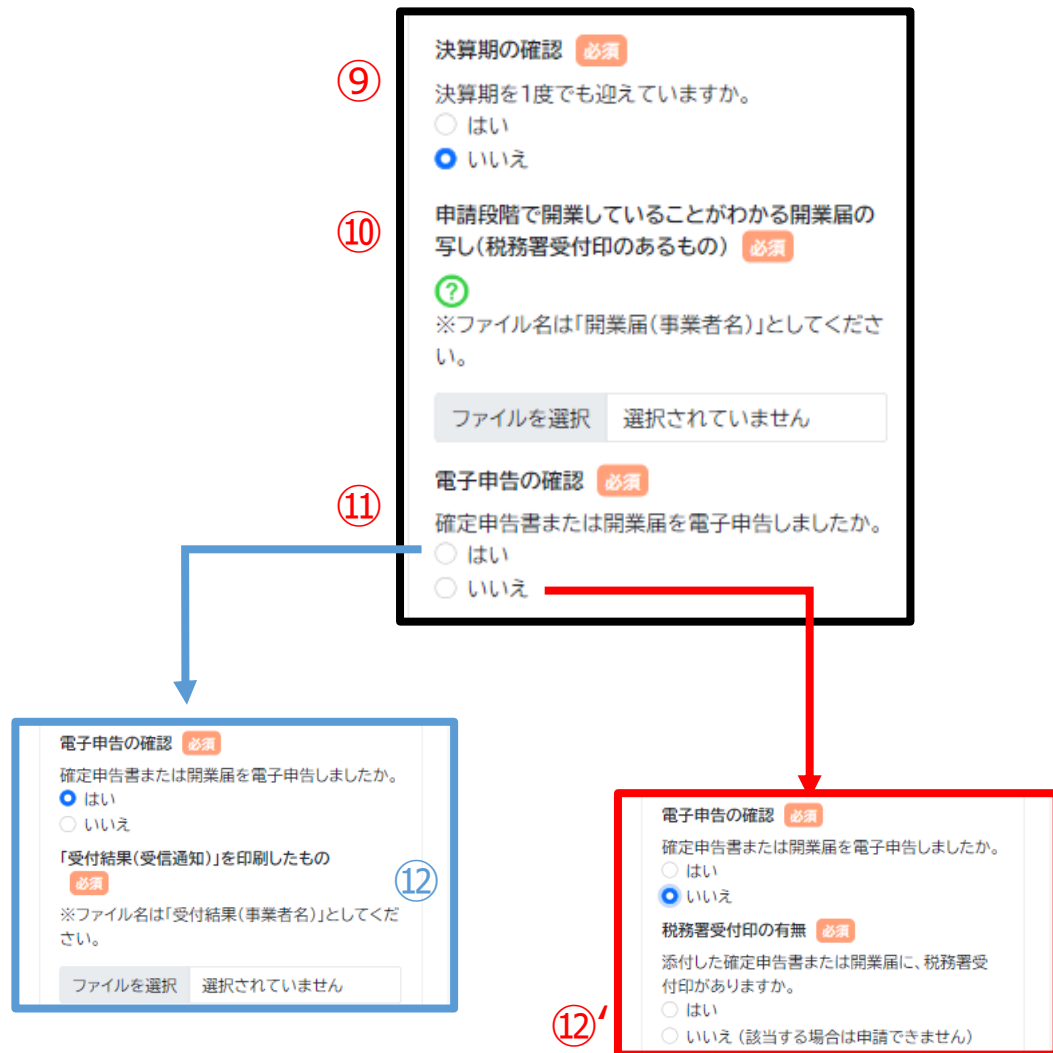 ⑨
決算期の確認 必須
決算期を1度でも迎えていますか。
はい
いいえ
⑩
申請段階で開業していることがわかる開業届の
写し(税務署受付印のあるもの) 必須
?
※ファイル名は「開業届(事業者名)」としてくださ
い。
ファイルを選択 選択されていません
⑪
電子申告の確認 必須
確定申告書または開業届を電子申告しましたか。
はい
いいえ
電子申告の確認 必須
確定申告書または開業届を電子申告しましたか。
はい
いいえ
「受付結果(受信通知)」を印刷したもの
必須
⑫
※ファイル名は「受付結果(事業者名)」としてくだ
さい。
ファイルを選択 選択されていません
電子申告の確認 必須
確定申告書または開業届を電子申告しましたか。
はい
いいえ
税務署受付印の有無 必須
添付した確定申告書または開業届に、税務署受
付印がありますか。
はい
いいえ (該当する場合は申請できません)
⑫‘